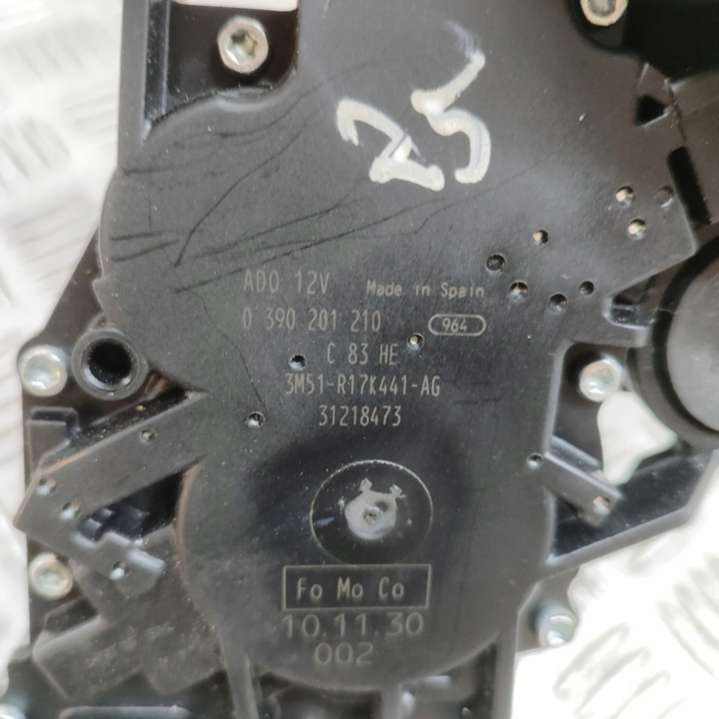 25
ADO 12V Made in Spain
0 390 201 210 964
C 83 HE
3M51-R17K441-AG
31218473
Fo Mo Co
10.11.30
002